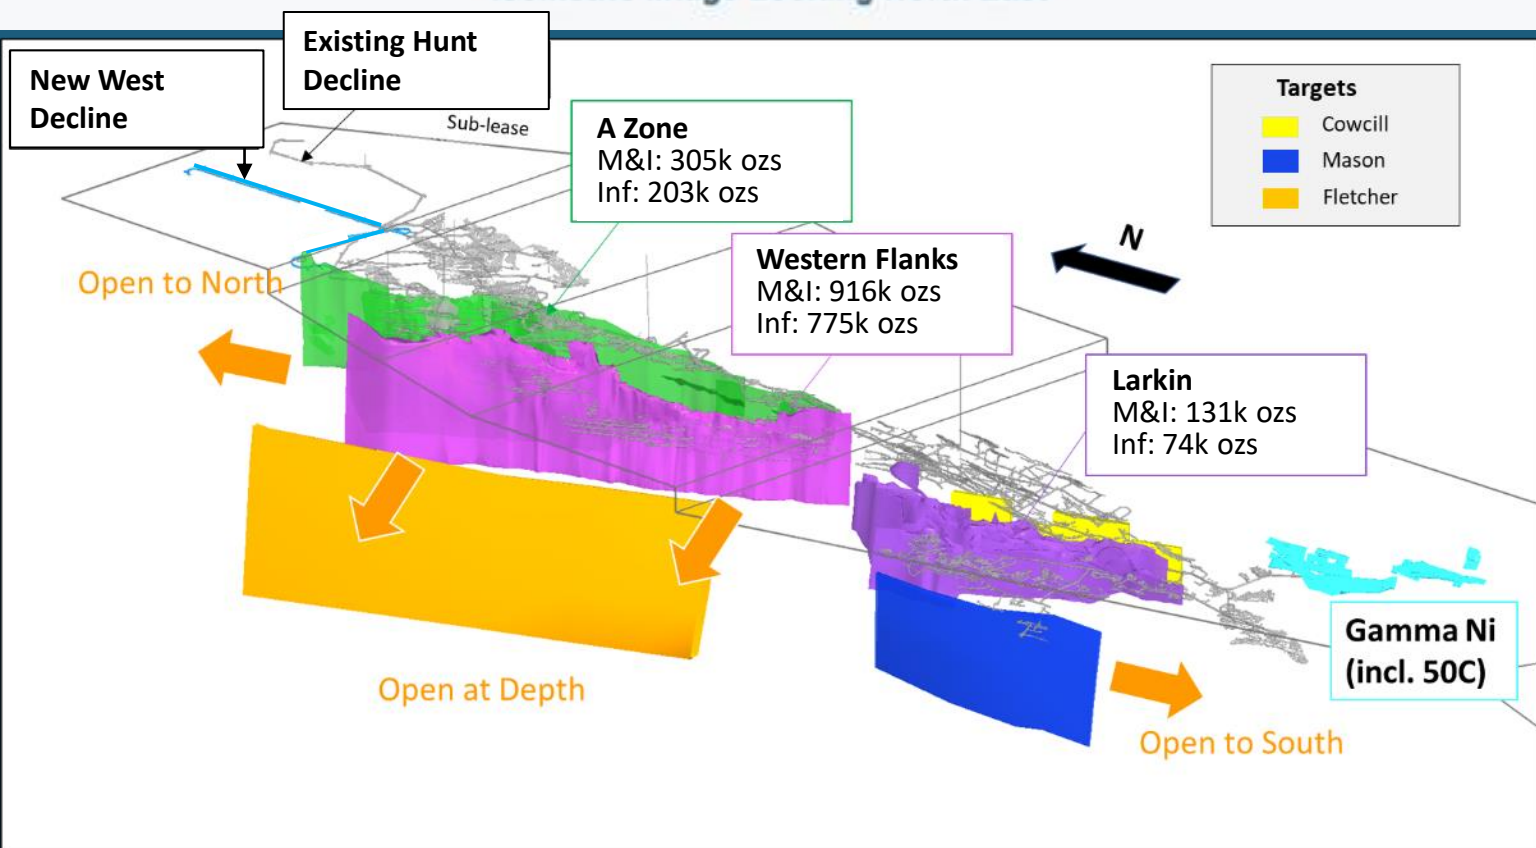 New West
Decline
Existing Hunt
Decline
Sub-lease
A Zone
M&I: 305k ozs
Inf: 203k ozs
Targets
Cowcill
Mason
Fletcher
N
Western Flanks
M&I: 916k ozs
Inf: 775k ozs
Open to North
Larkin
M&I: 131k ozs
Inf: 74k ozs
Gamma Ni
(incl. 50C)
Open at Depth
Open to South